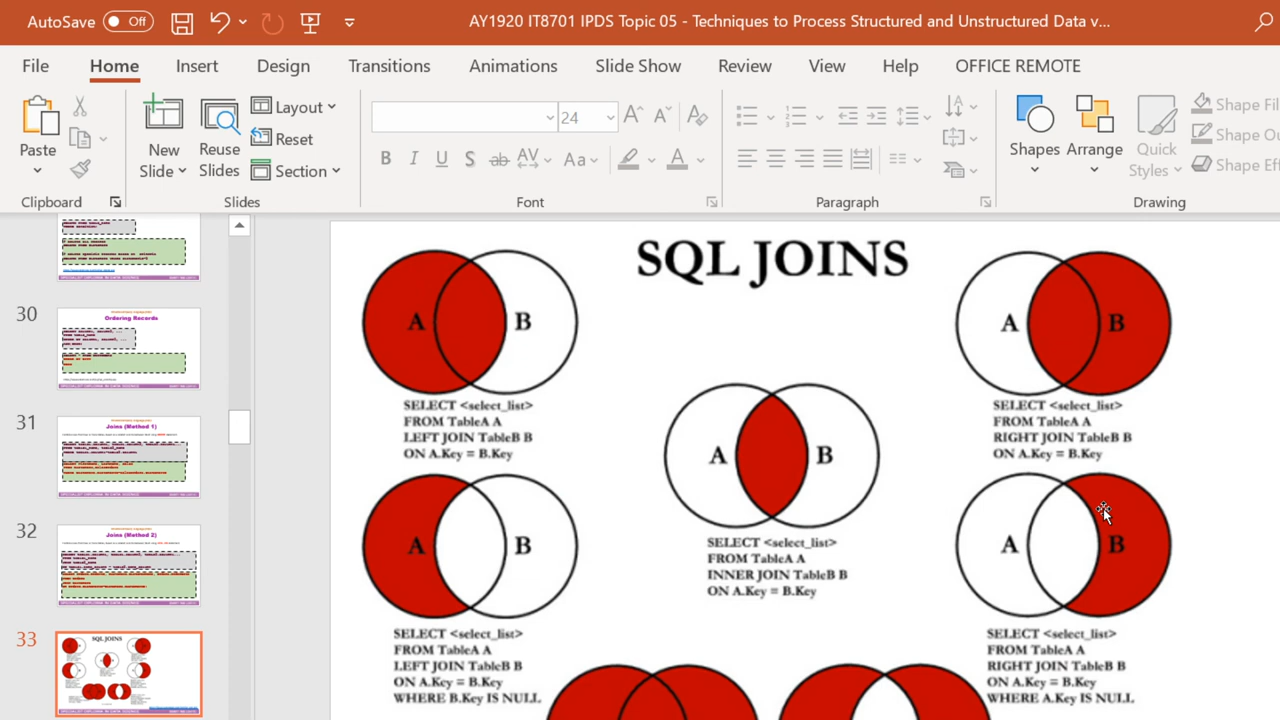 AutoSave Off AY1920 IT8701 IPDS Topic 05 - Techniques to Process Structured and Unstructured Data v...
File Home Insert Design Transitions Animations Slide Show Review View Help OFFICE REMOTE
Paste
New
Slide
Reuse
Slides
Layout
Reset
Section
24
B I U S ab AV Aa A
Shapes
Arrange
Quick
Styles
Shape Fil
Shape Ou
Shape Eff
Clipboard Slides Font Paragraph Drawing
30
Ordering Records
31
Joins (Method 1)
32
Joins (Method 2)
33
SQL JOINS
SQL JOINS
A B
SELECT <select_list>
FROM TableA A
LEFT JOIN TableB B
ON A.Key = B.Key
A B
SELECT <select_list>
FROM TableA A
RIGHT JOIN TableB B
ON A.Key = B.Key
A B
SELECT <select_list>
FROM TableA A
INNER JOIN TableB B
ON A.Key = B.Key
A B
SELECT <select_list>
FROM TableA A
LEFT JOIN TableB B
ON A.Key = B.Key
WHERE B.Key IS NULL
A B
SELECT <select_list>
FROM TableA A
RIGHT JOIN TableB B
ON A.Key = B.Key
WHERE A.Key IS NULL